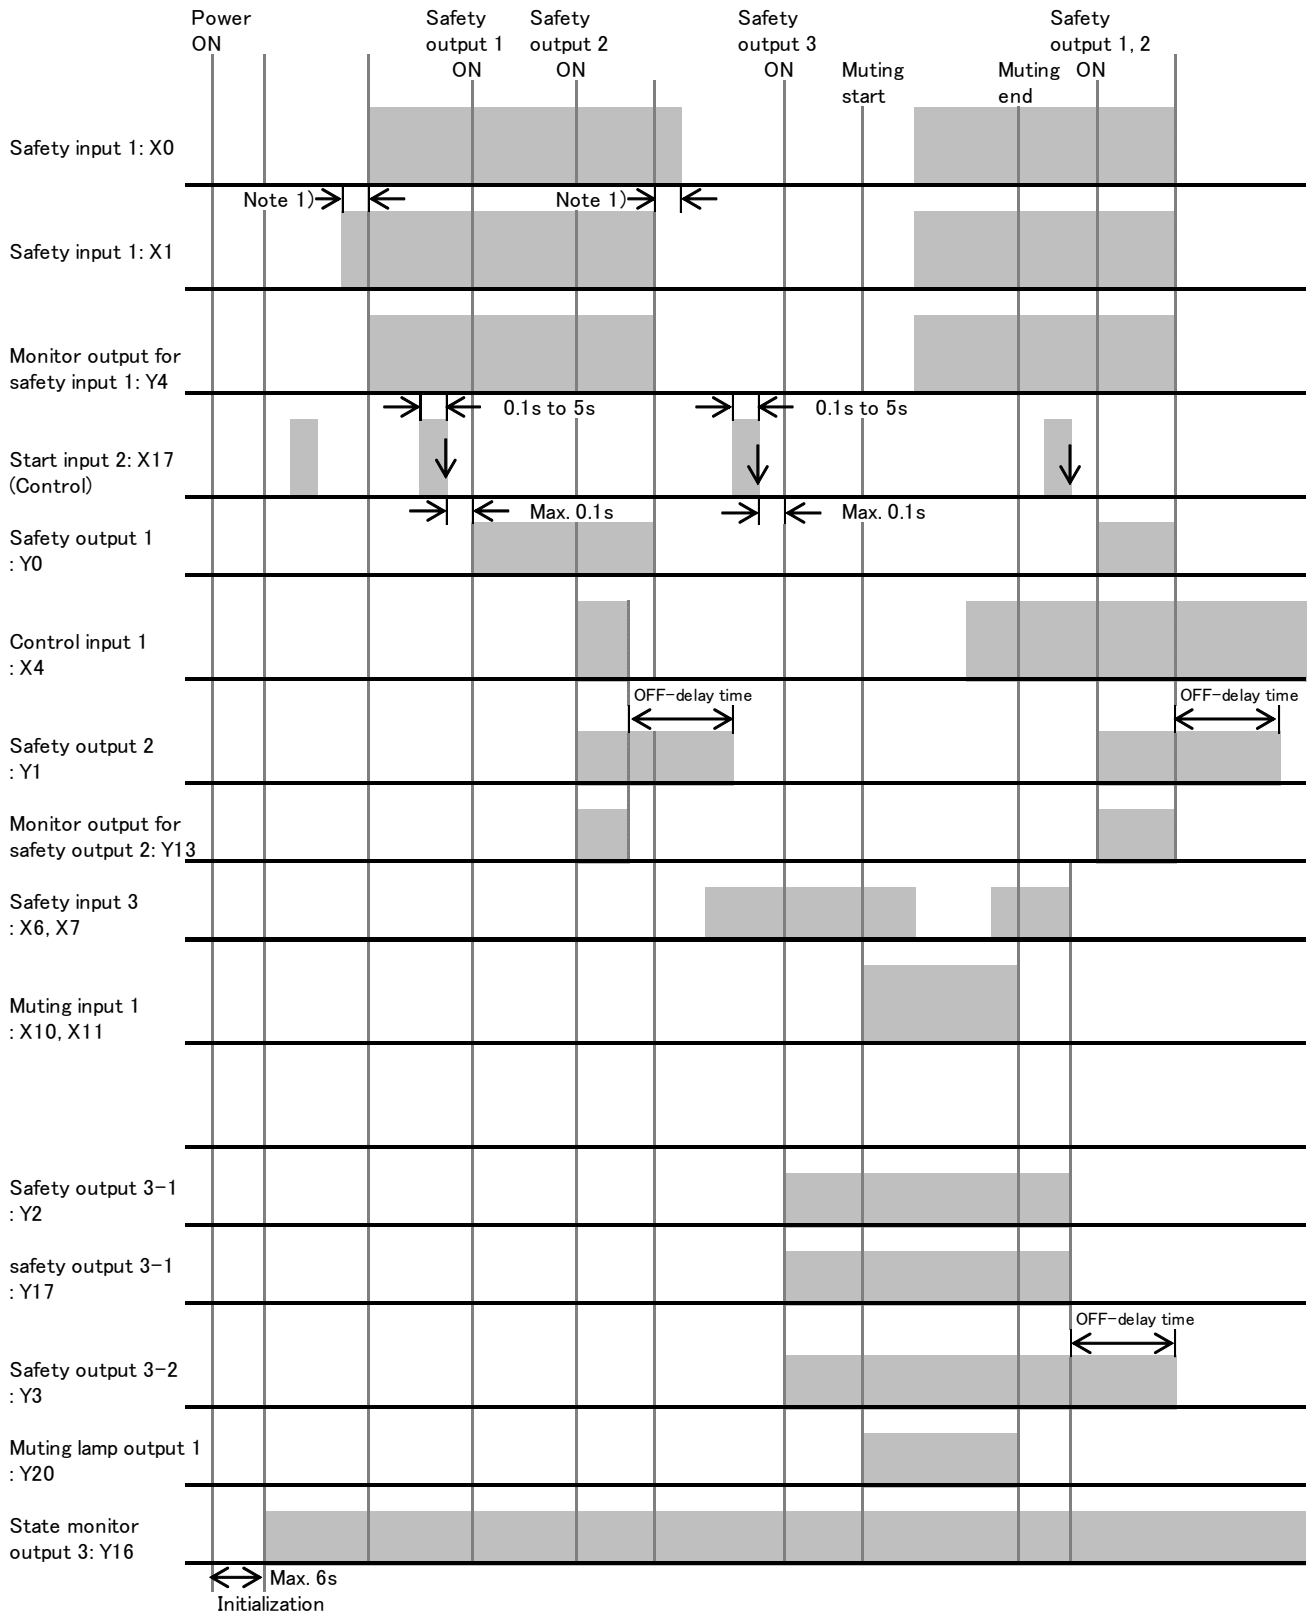 Power
ON
Safety
output 1
ON
Safety
output 2
ON
Safety
output 3
ON
Muting
start
Muting
end
Safety
output 1, 2
ON
Safety input 1: X0
Note 1)
Note 1)
Safety input 1: X1
Monitor output for
safety input 1: Y4
0.1s to 5s
0.1s to 5s
Start input 2: X17
(Control)
Max. 0.1s
Max. 0.1s
Safety output 1
: Y0
Control input 1
: X4
OFF-delay time
OFF-delay time
Safety output 2
: Y1
Monitor output for
safety output 2: Y13
Safety input 3
: X6, X7
Muting input 1
: X10, X11
Safety output 3-1
: Y2
safety output 3-1
: Y17
OFF-delay time
Safety output 3-2
: Y3
Muting lamp output 1
: Y20
State monitor
output 3: Y16
Max. 6s
Initialization